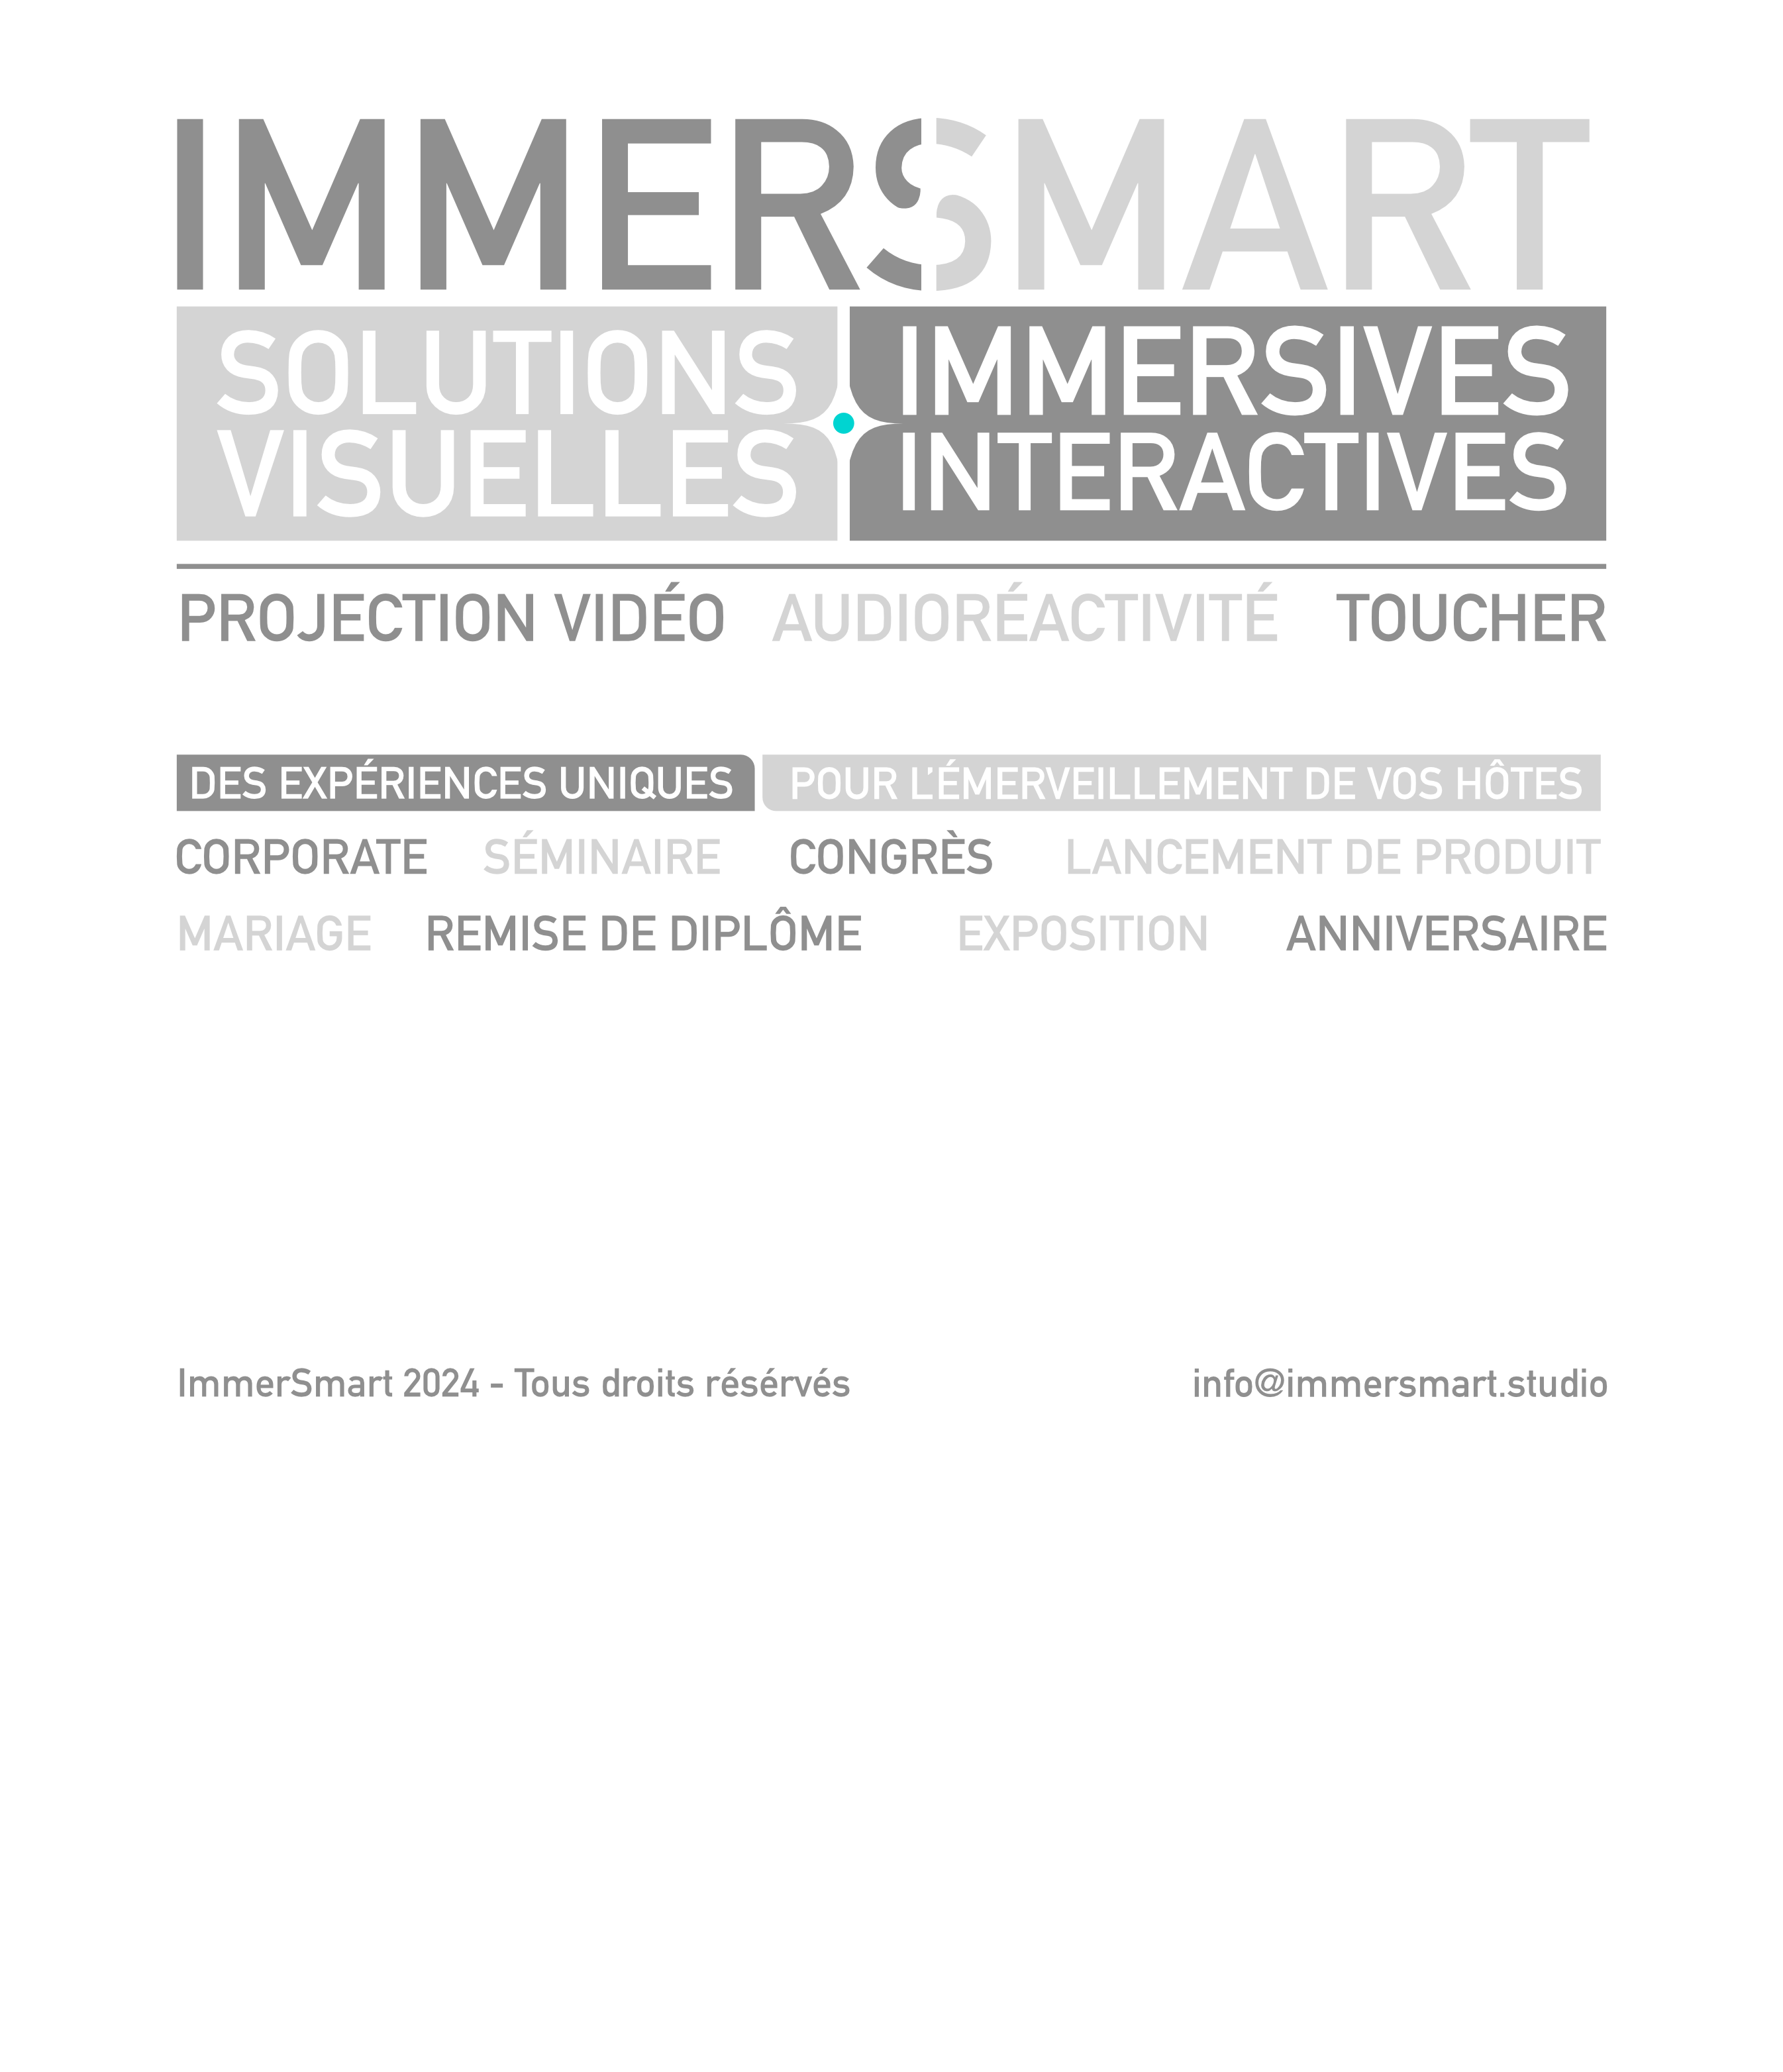 IMMERSMART
SOLUTIONS VISUELLES
IMMERSIVES INTERACTIVES
PROJECTION VIDÉO AUDIORÉACTIVITÉ TOUCHER
DES EXPÉRIENCES UNIQUES POUR L'ÉMERVEILLEMENT DE VOS HÔTES
CORPORATE SÉMINAIRE CONGRÈS LANCEMENT DE PRODUIT
MARIAGE REMISE DE DIPLÔME EXPOSITION ANNIVERSAIRE
ImmerSmart 2024 - Tous droits résérvés info@immersmart.studio